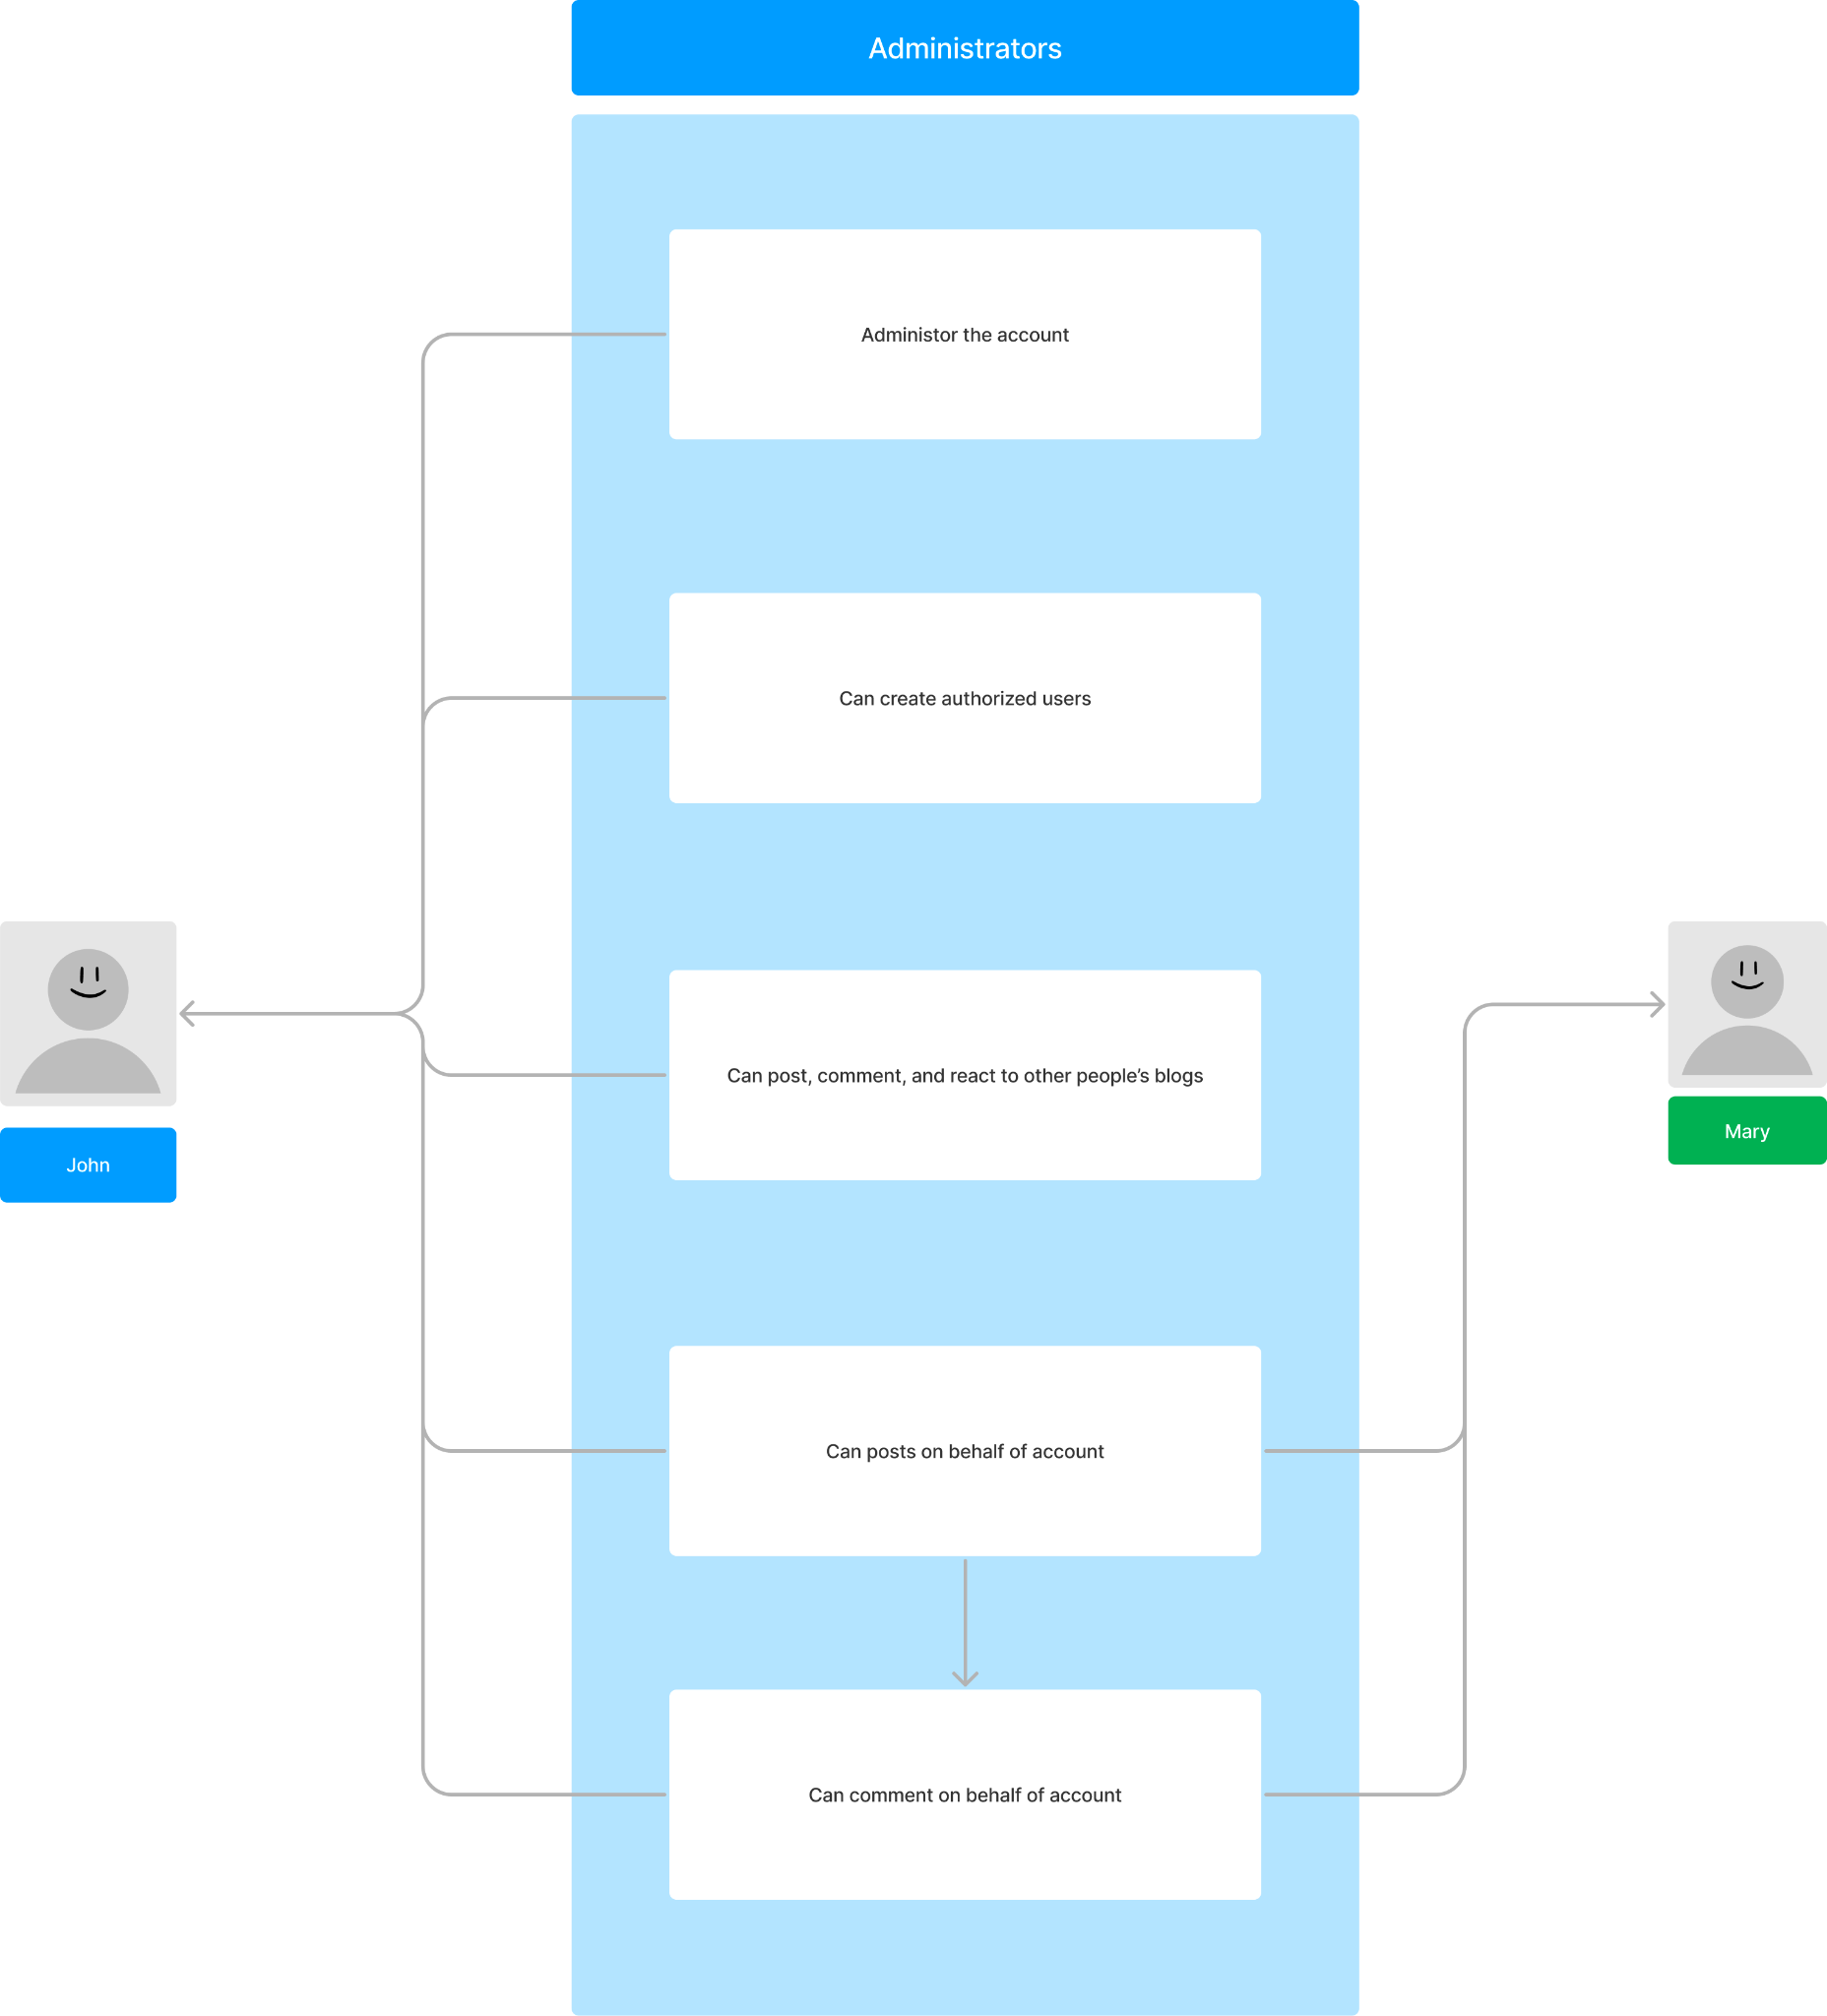 Administrators
Administor the account
Can create authorized users
Can post, comment, and react to other people’s blogs
John
Mary
Can posts on behalf of account
Can comment on behalf of account